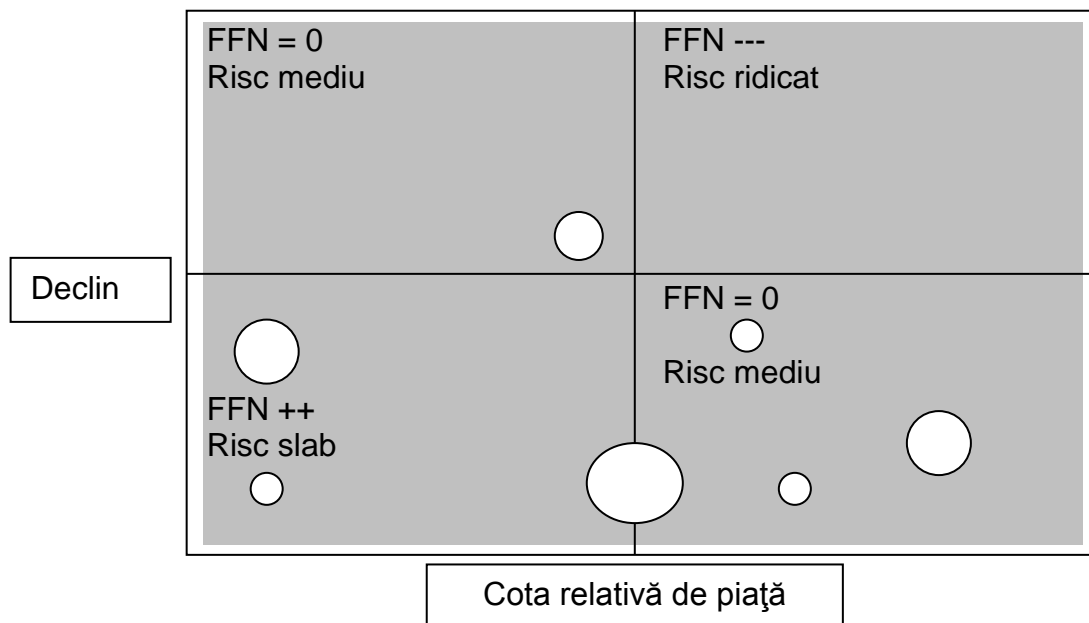 FFN = 0
Risc mediu
FFN ---
Risc ridicat
Declin
FFN = 0
Risc mediu
FFN ++
Risc slab
Cota relativă de piaţă